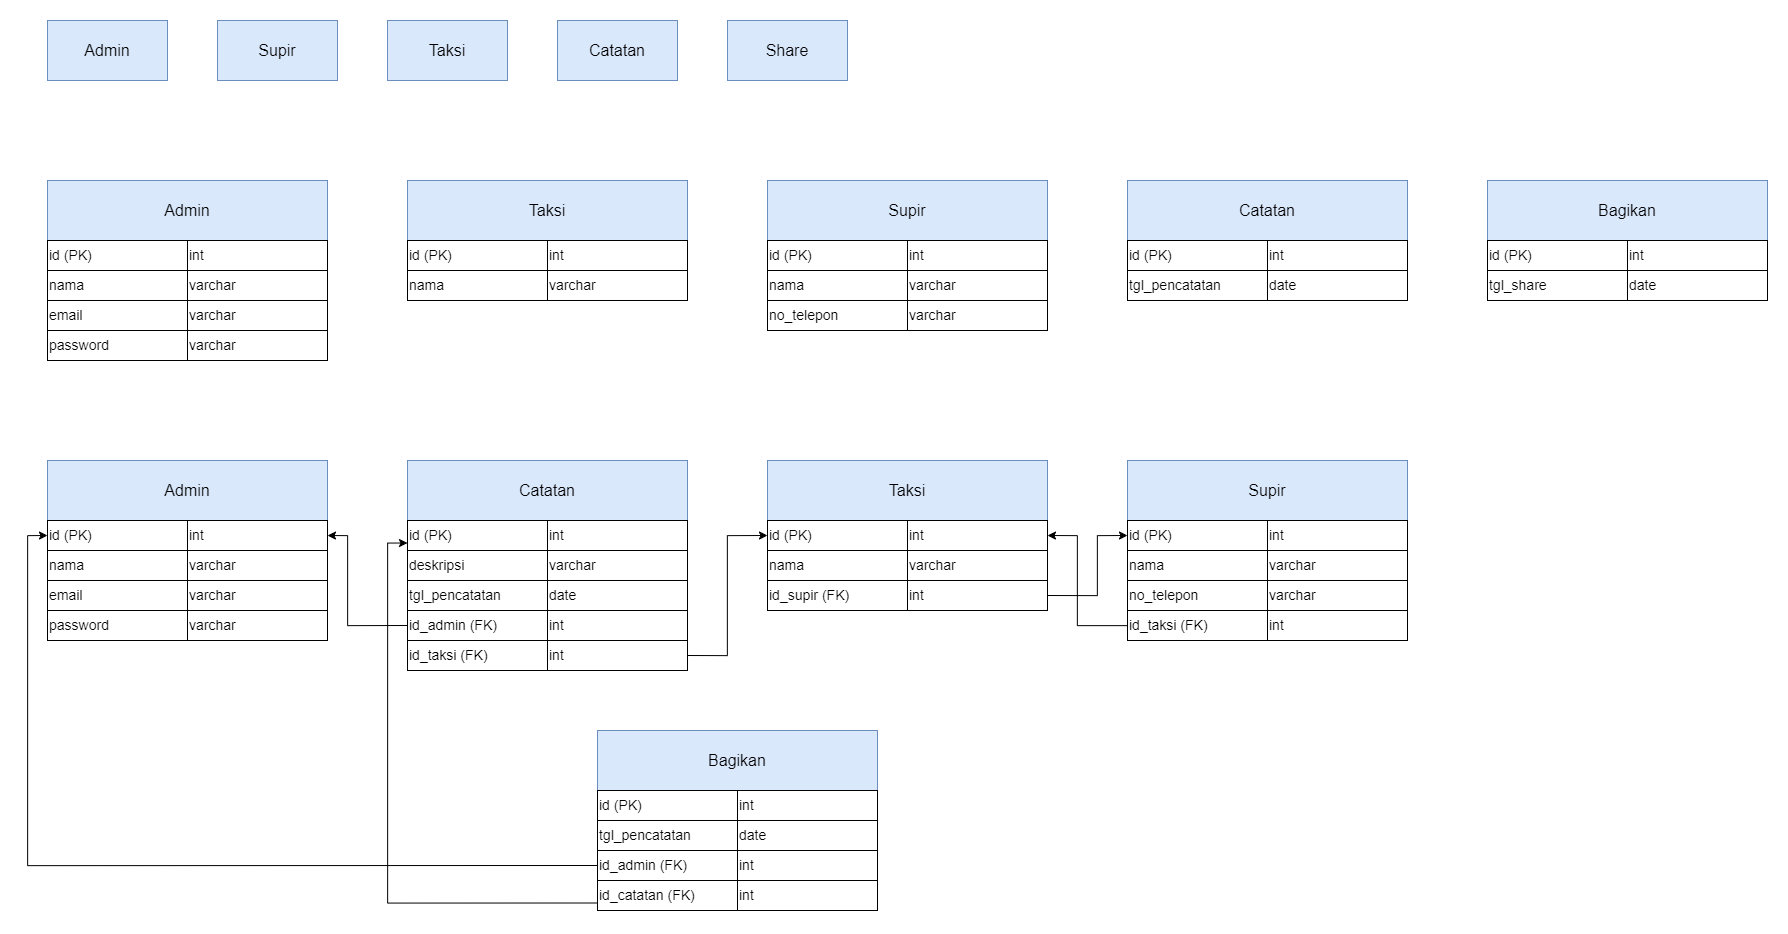 Admin
Supir
Taksi
Catatan
Share
Admin
id (PK) int
nama varchar
email varchar
password varchar
Taksi
id (PK) int
nama varchar
Supir
id (PK) int
nama varchar
no_telepon varchar
Catatan
id (PK) int
tgl_pencatatan date
Bagikan
id (PK) int
tgl_share date
Admin
id (PK) int
nama varchar
email varchar
password varchar
Catatan
id (PK) int
deskripsi varchar
tgl_pencatatan date
id_admin (FK) int
id_taksi (FK) int
Taksi
id (PK) int
nama varchar
id_supir (FK) int
Supir
id (PK) int
nama varchar
no_telepon varchar
id_taksi (FK) int
Bagikan
id (PK) int
tgl_pencatatan date
id_admin (FK) int
id_catatan (FK) int